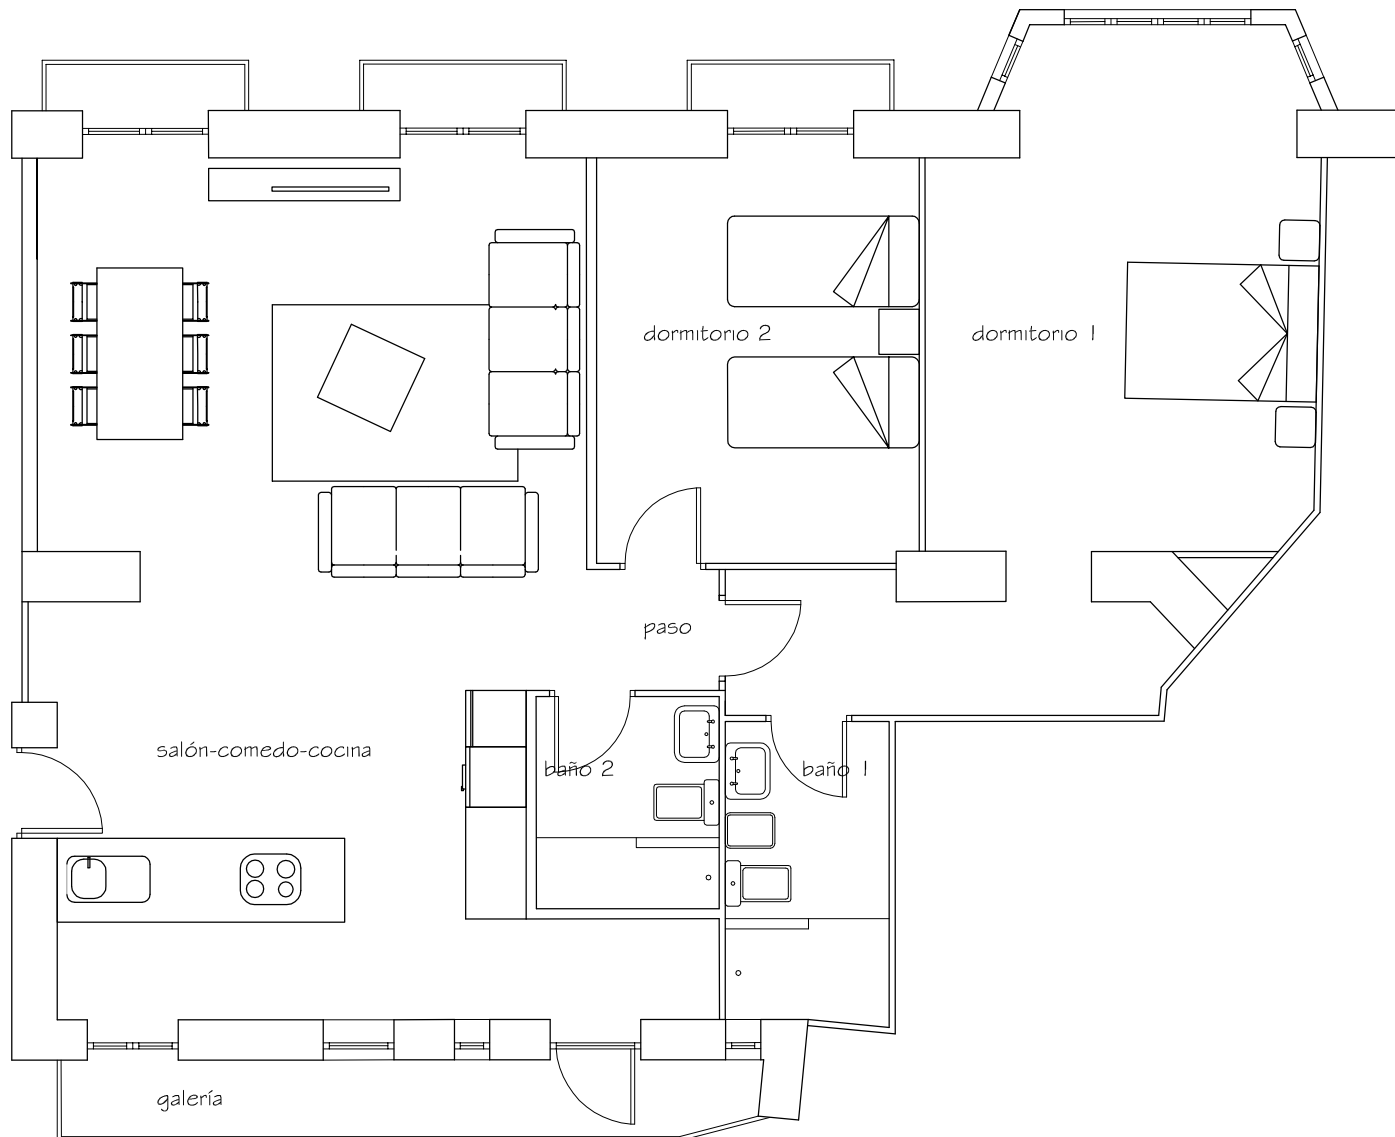 dormitorio 2
dormitorio 1
paso
salón-comedo-cocina
baño 2
baño 1
galería